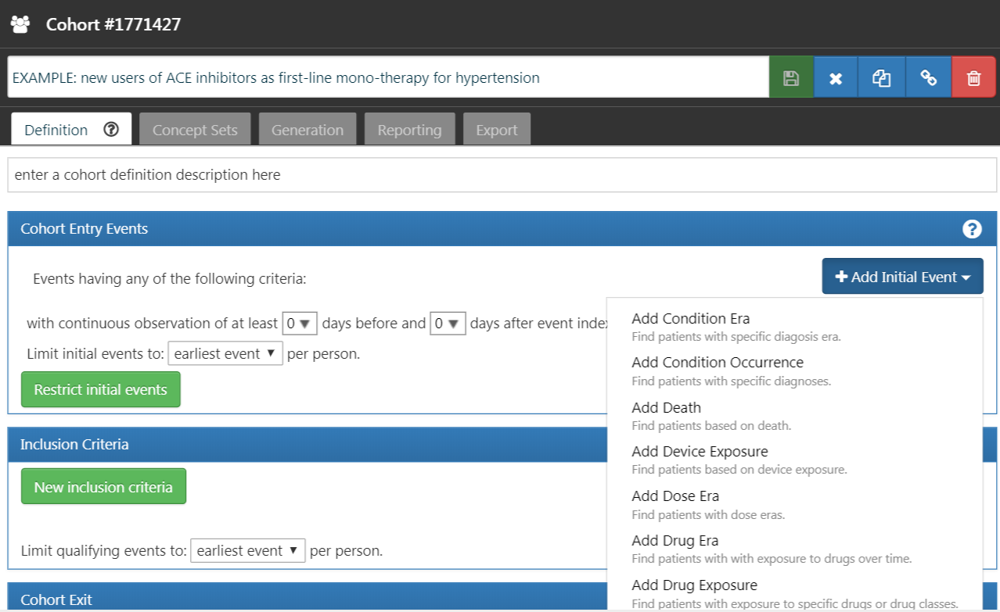 Cohort #1771427
EXAMPLE: new users of ACE inhibitors as first-line mono-therapy for hypertension
Definition ?
Concept Sets
Generation
Reporting
Export
enter a cohort definition description here
Cohort Entry Events ?
Events having any of the following criteria:
+ Add Initial Event
with continuous observation of at least 0 ▼ days before and 0 ▼ days after event index
Limit initial events to: earliest event ▼ per person.
Restrict initial events
Add Condition Era
Find patients with specific diagosis era.
Add Condition Occurrence
Find patients with specific diagnoses.
Add Death
Find patients based on death.
Add Device Exposure
Find patients based on device exposure.
Add Dose Era
Find patients with dose eras.
Add Drug Era
Find patients with with exposure to drugs over time.
Add Drug Exposure
Find patients with exposure to specific drugs or drug classes.
Inclusion Criteria
New inclusion criteria
Limit qualifying events to: earliest event ▼ per person.
Cohort Exit